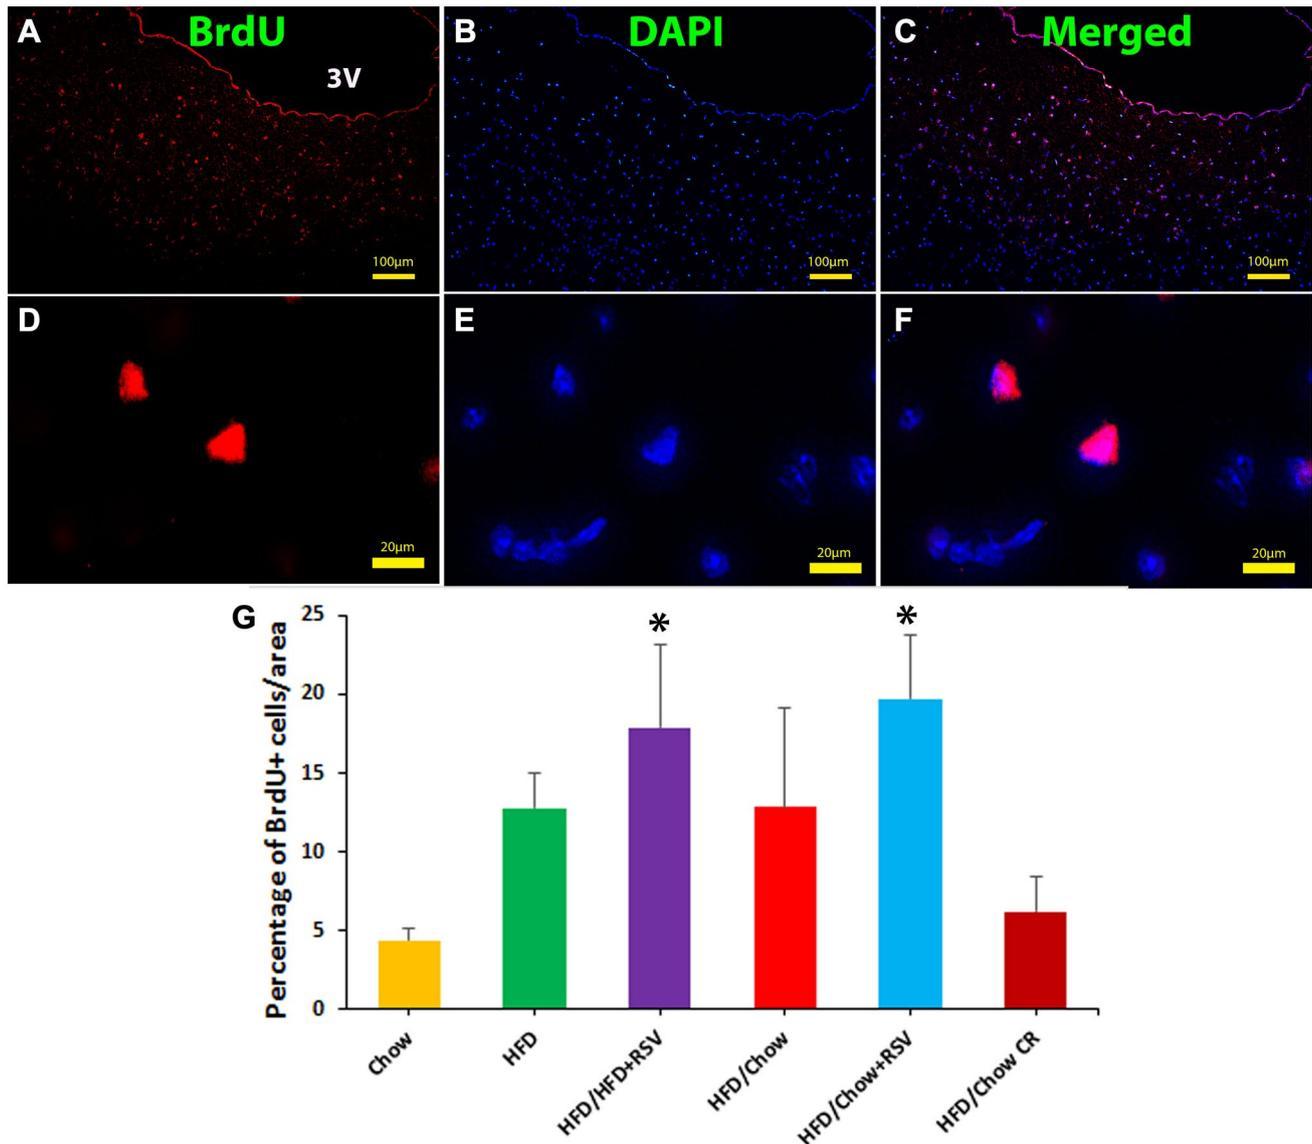 A
BrdU
3V
100μm
B
DAPI
100μm
C
Merged
100μm
D
20μm
E
20μm
F
20μm
G
Percentage of BrdU+ cells/area
25
20
15
10
5
0
*
*
Chow
HFD
HFD/HFD+RSV
HFD/Chow
HFD/Chow+RSV
HFD/Chow CR